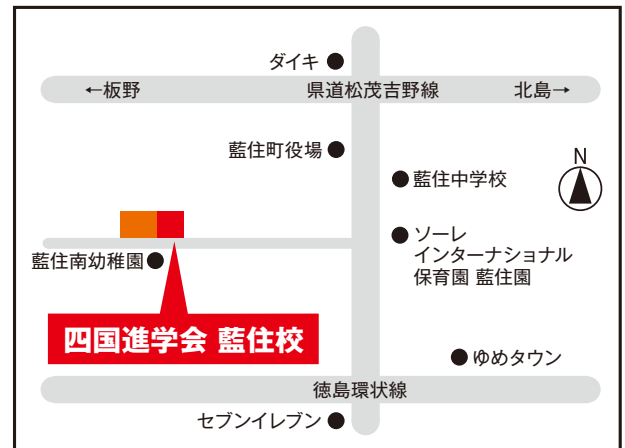 ダイキ
←板野
県道松茂吉野線
北島→
藍住町役場
N
藍住中学校
ソーレ
インターナショナル
保育園 藍住園
藍住南幼稚園
四国進学会 藍住校
ゆめタウン
徳島環状線
セブンイレブン